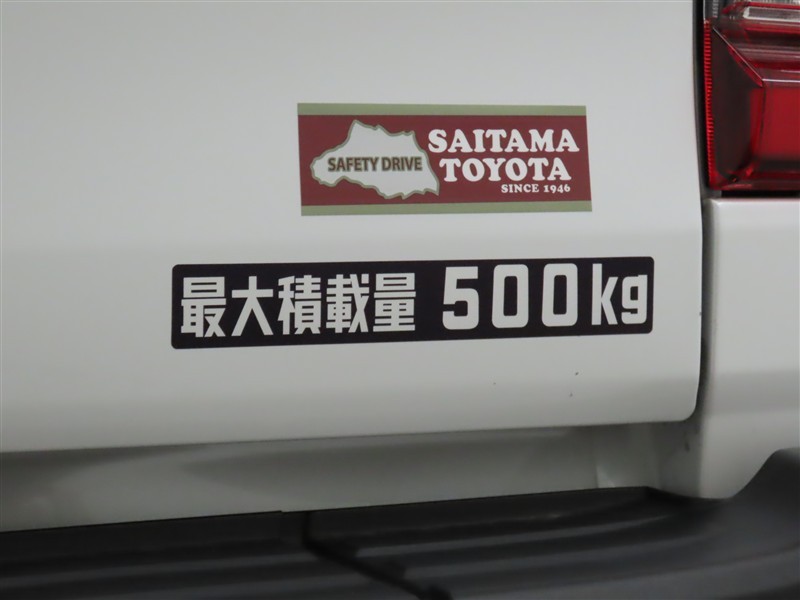 SAFETY DRIVE
SAITAMA
TOYOTA
SINCE 1946
最大積載量 500kg